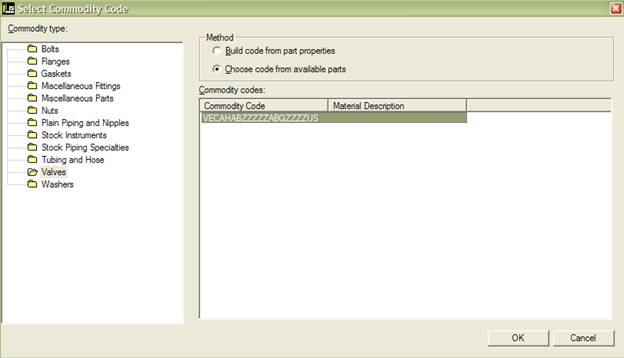 Select Commodity Code
Commodity type:
Bolts
Flanges
Gaskets
Miscellaneous Fittings
Miscellaneous Parts
Nuts
Plain Piping and Nipples
Stock Instruments
Stock Piping Specialties
Tubing and Hose
Valves
Washers
Method
Build code from part properties
Choose code from available parts
Commodity codes:
Commodity Code Material Description
VECAHABZZZZZABQZZZZUS
OK Cancel